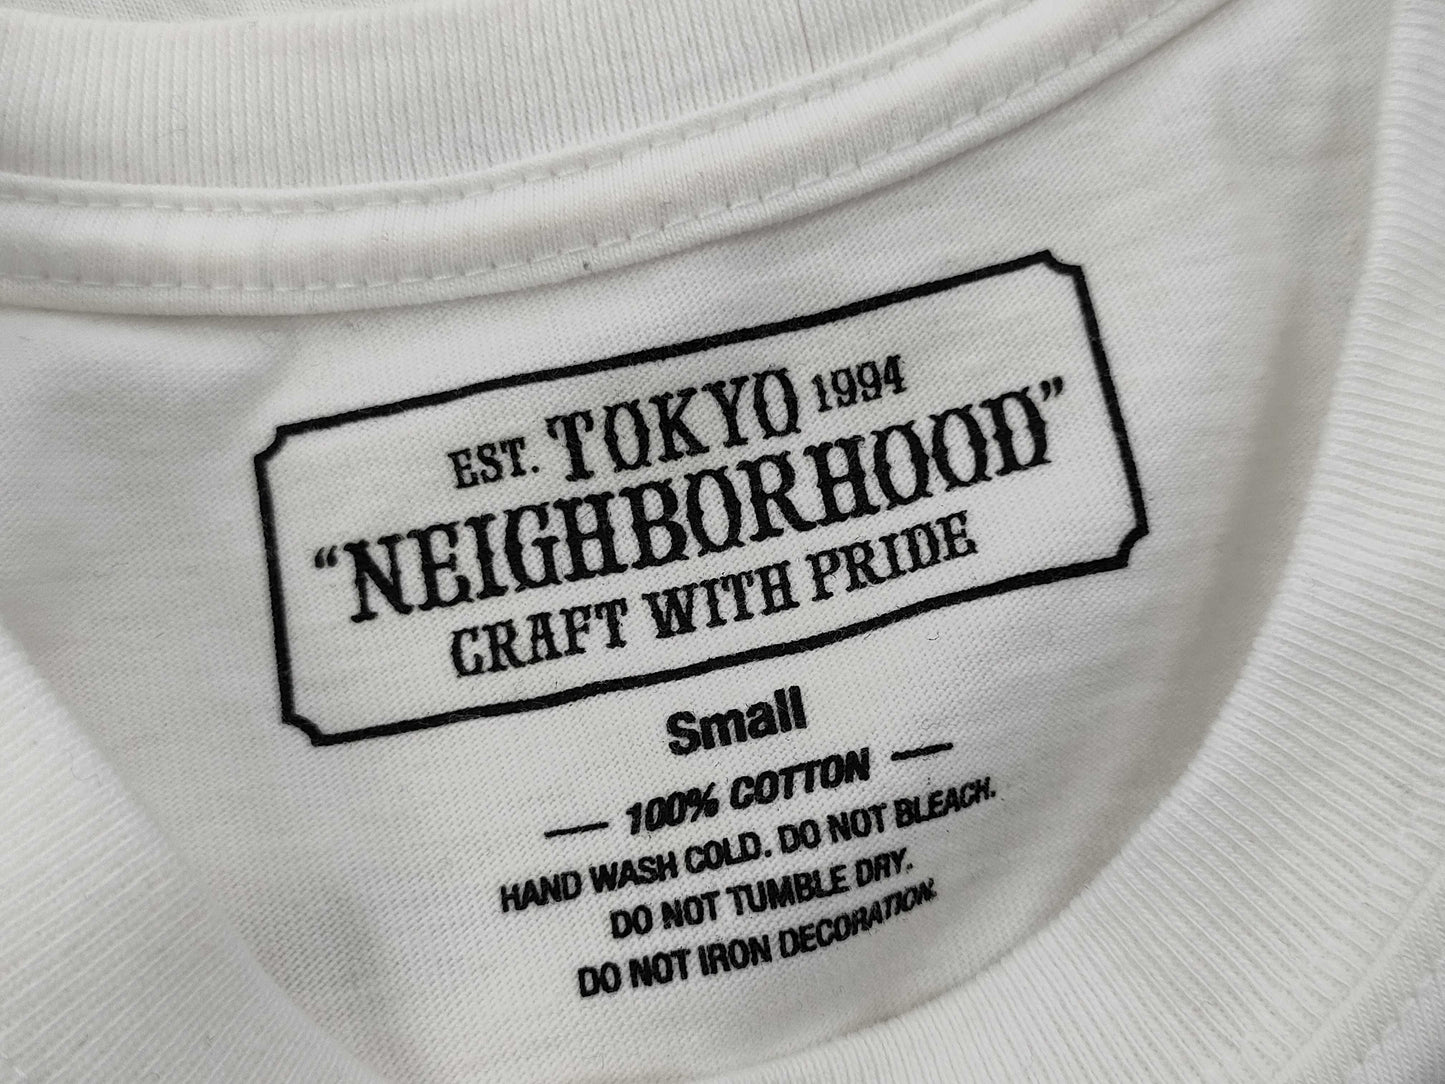 EST. TOKYO 1994
“NEIGHBORHOOD”
CRAFT WITH PRIDE
Small
— 100% COTTON —
HAND WASH COLD. DO NOT BLEACH.
DO NOT TUMBLE DRY.
DO NOT IRON DECORATION.